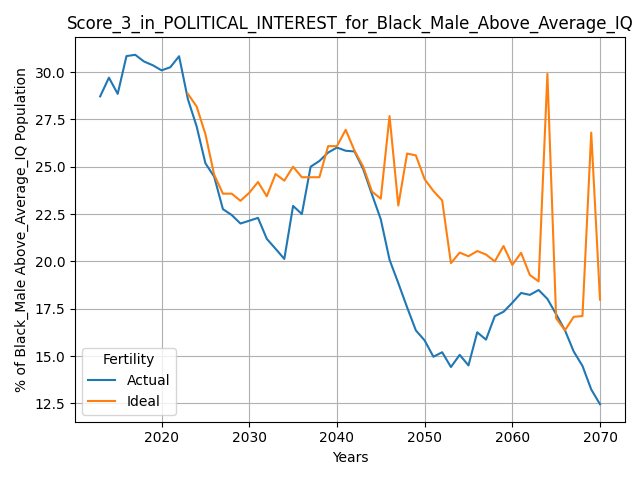 Score_3_in_POLITICAL_INTEREST_for_Black_Male_Above_Average_IQ
% of Black_Male Above_Average_IQ Population
30.0
27.5
25.0
22.5
20.0
17.5
15.0
12.5
Fertility
Actual
Ideal
2020 2030 2040 2050 2060 2070
Years